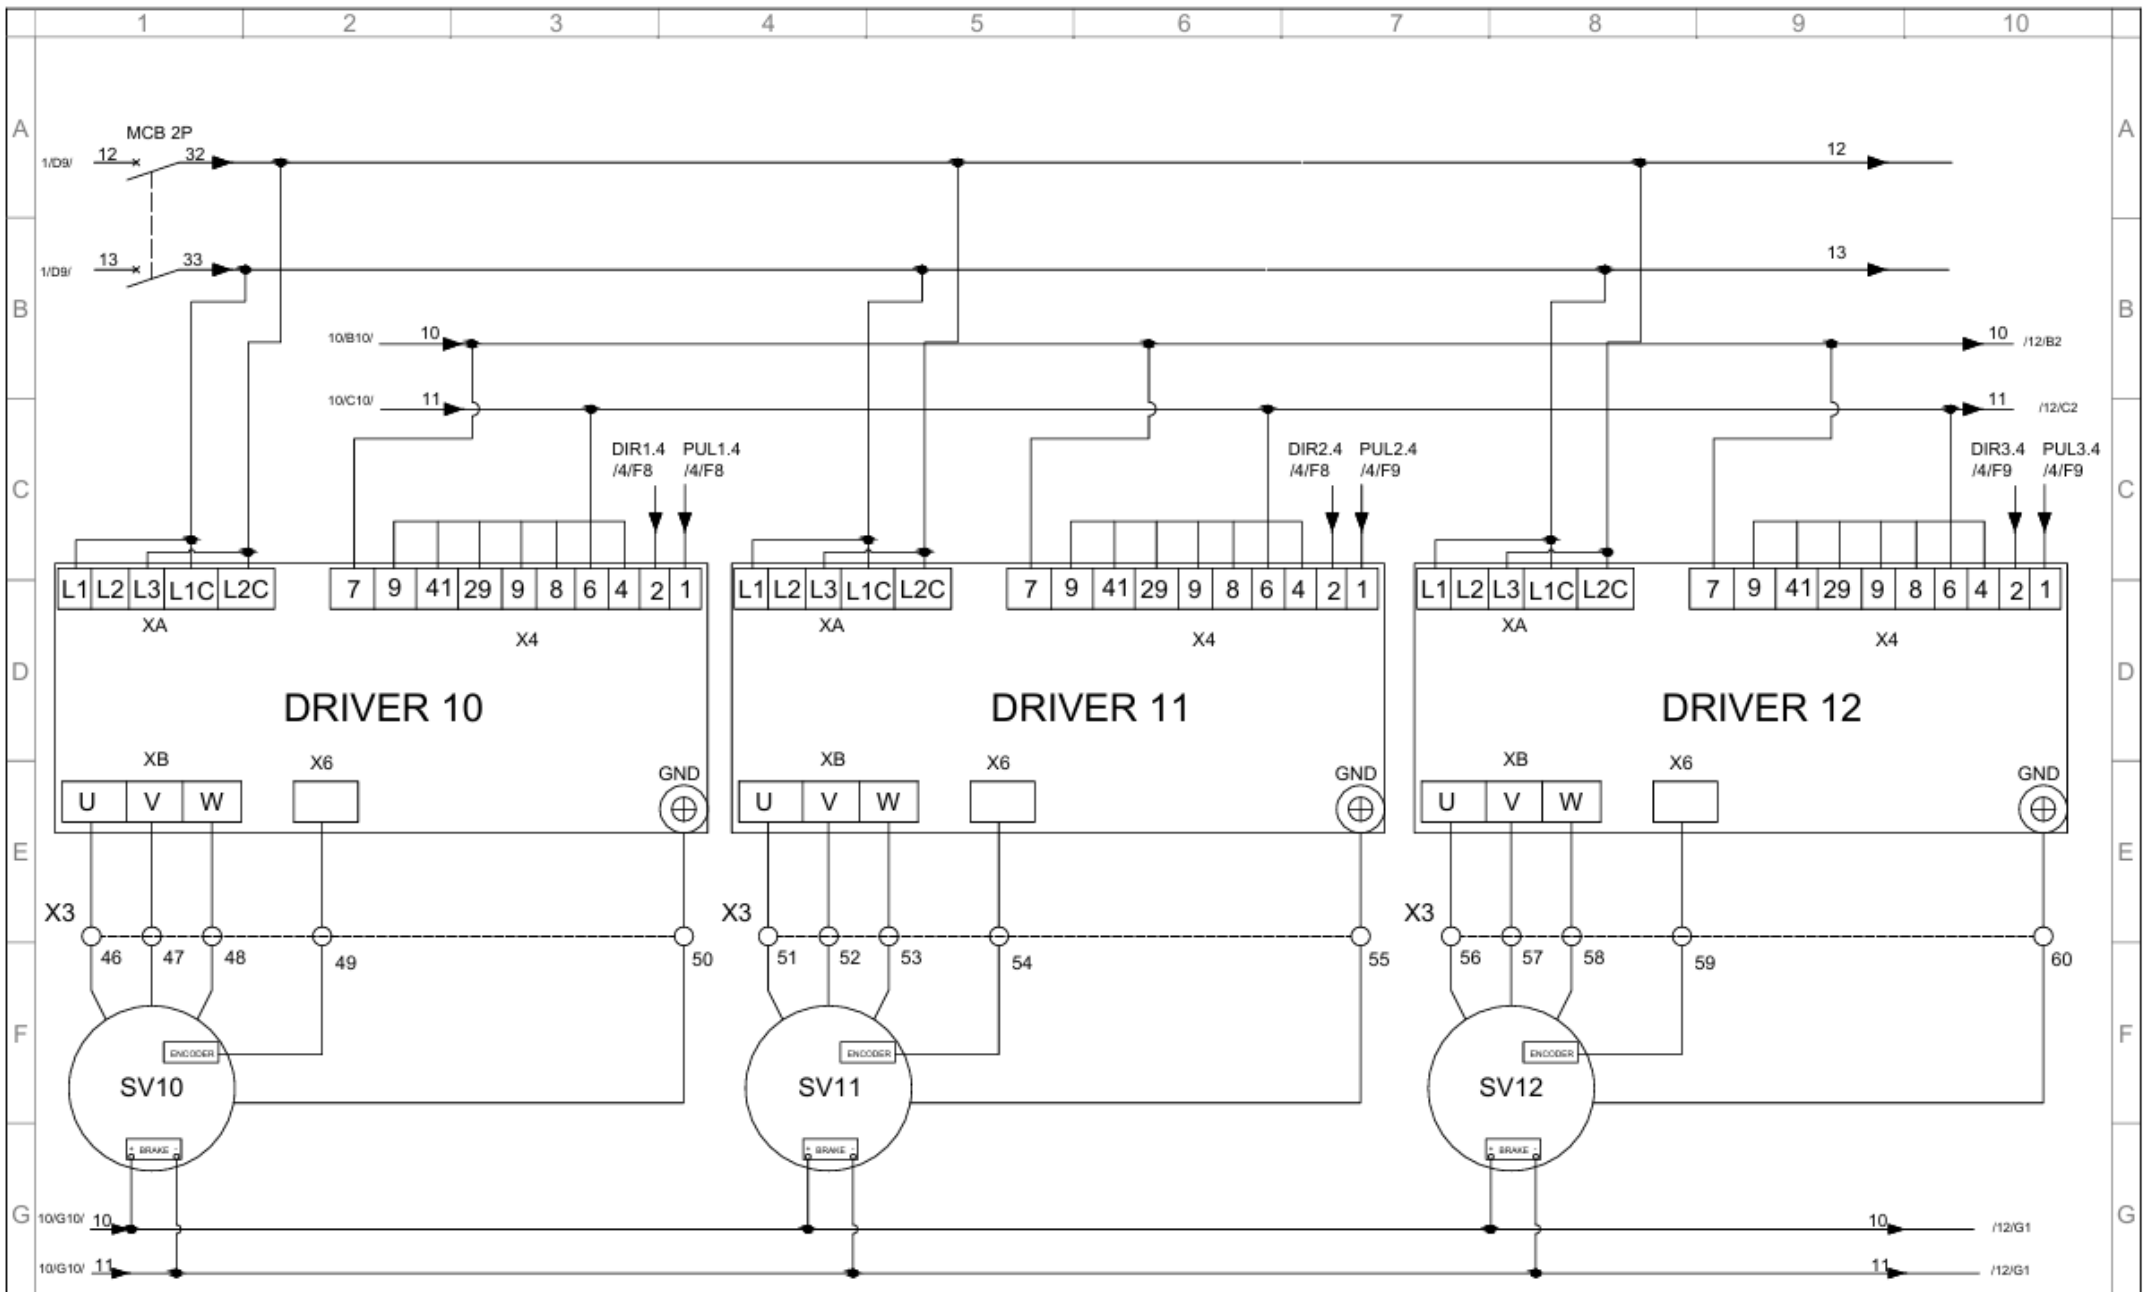 1 2 3 4 5 6 7 8 9 10
A MCB 2P A
1/D9/ 12 32 12
1/D9/ 13 33 13
B B
10/B10/ 10 10 /12/B2
10/C10/ 11 11 /12/C2
DIR1.4 PUL1.4 DIR2.4 PUL2.4 DIR3.4 PUL3.4
/4/F8 /4/F8 /4/F8 /4/F9 /4/F9 /4/F9
C C
L1 L2 L3 L1C L2C 7 9 41 29 9 8 6 4 2 1 L1 L2 L3 L1C L2C 7 9 41 29 9 8 6 4 2 1 L1 L2 L3 L1C L2C 7 9 41 29 9 8 6 4 2 1
XA X4 XA X4 XA X4
D D
DRIVER 10 DRIVER 11 DRIVER 12
XB X6 GND XB X6 GND XB X6 GND
U V W U V W U V W
E E
X3 X3 X3
46 47 48 49 50 51 52 53 54 55 56 57 58 59 60
F F
ENCODER ENCODER ENCODER
SV10 SV11 SV12
+ BRAKE - + BRAKE - + BRAKE -
G G
10/G10/ 10 10 /12/G1
10/G10/ 11 11 /12/G1